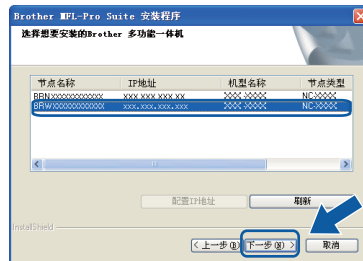 Brother MFL-Pro Suite 安装程序
选择想要安装的Brother 多功能一体机
节点名称 IP地址 机型名称 节点类型
BRNXXXXXXXXXXXX XXX.XXX.XXX.XX XXX-XXXX NC-XXXX
BRWXXXXXXXXXXXX XXX.XXX.XXX.XXX XXX-XXXX NC-XXXX
配置IP地址 刷新
InstallShield
< 上一步(B) 下一步(N) > 取消